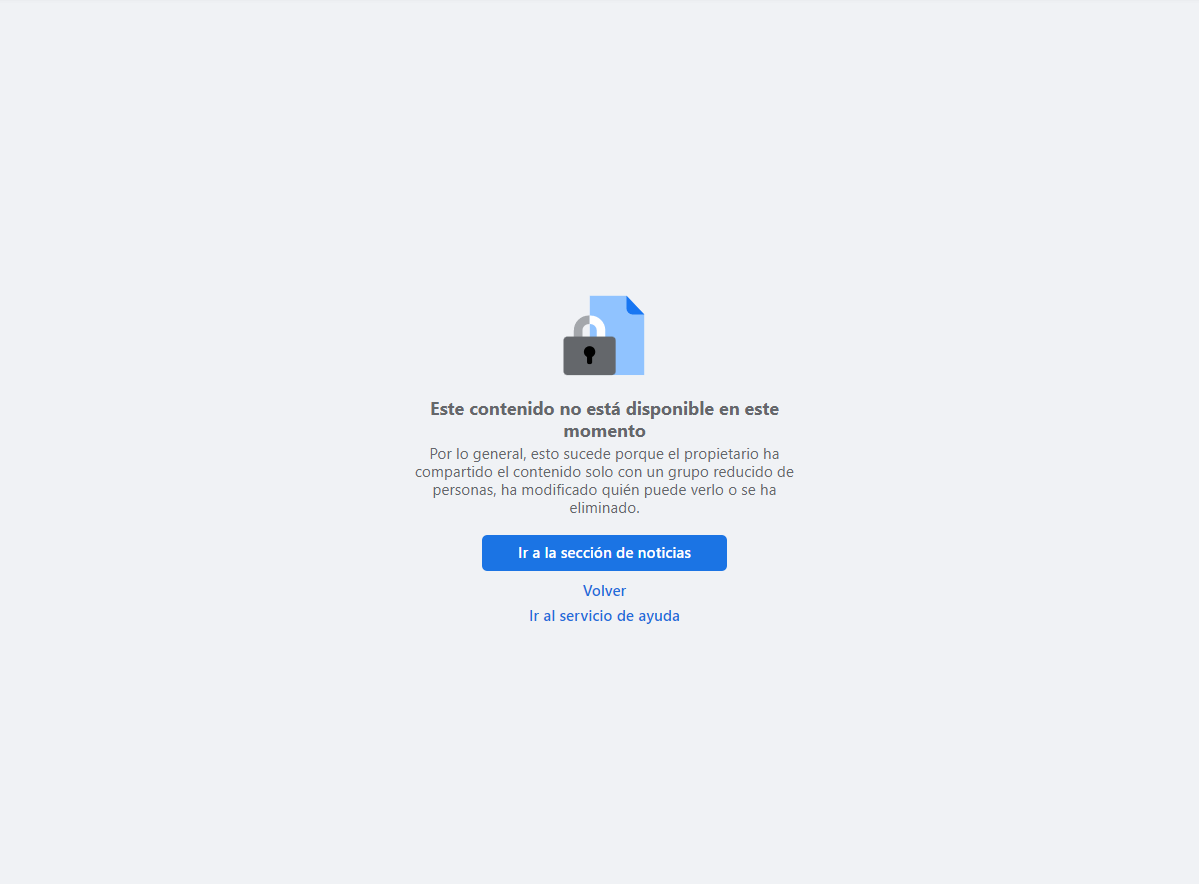 Este contenido no está disponible en este
momento
Por lo general, esto sucede porque el propietario ha
compartido el contenido solo con un grupo reducido de
personas, ha modificado quién puede verlo o se ha
eliminado.
Ir a la sección de noticias
Volver
Ir al servicio de ayuda